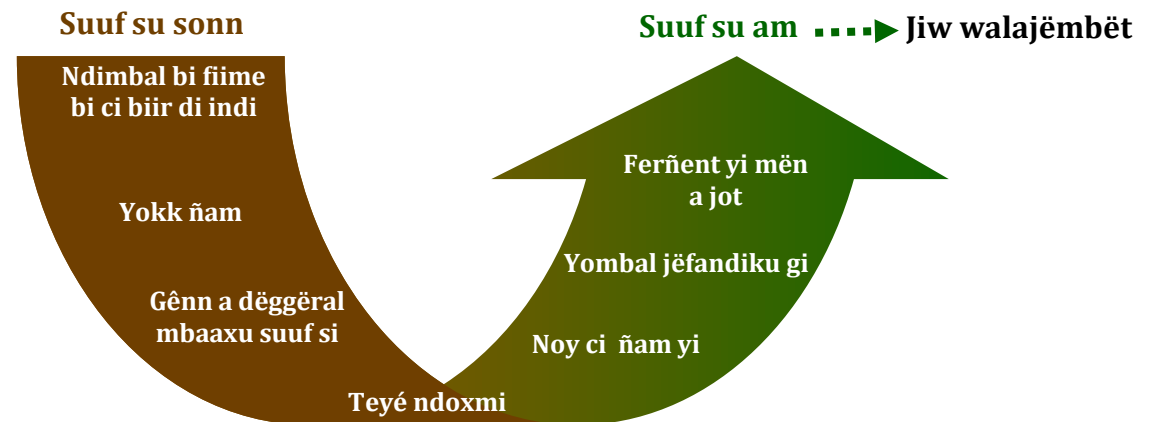 Suuf su sonn
Ndimbal bi fiime
bi ci biir di indi
Yokk ñam
Gênn a dëggëral
mbaaxu suuf si
Teyé ndoxmi
Noy ci ñam yi
Yombal jëfandiku gi
Ferñent yi mën
a jot
Suuf su am
Jiw walajëmbët